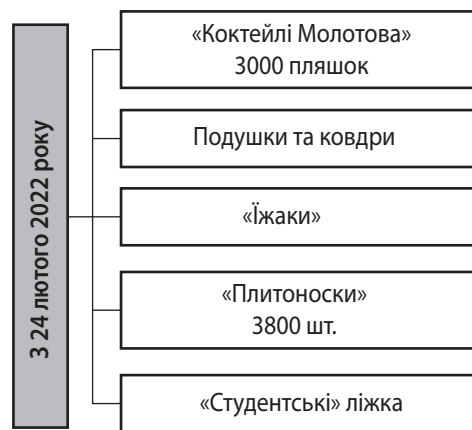 З 24 лютого 2022 року
«Коктейлі Молотова»
3000 пляшок
Подушки та ковдри
«Їжаки»
«Плитоноски»
3800 шт.
«Студентські» ліжка